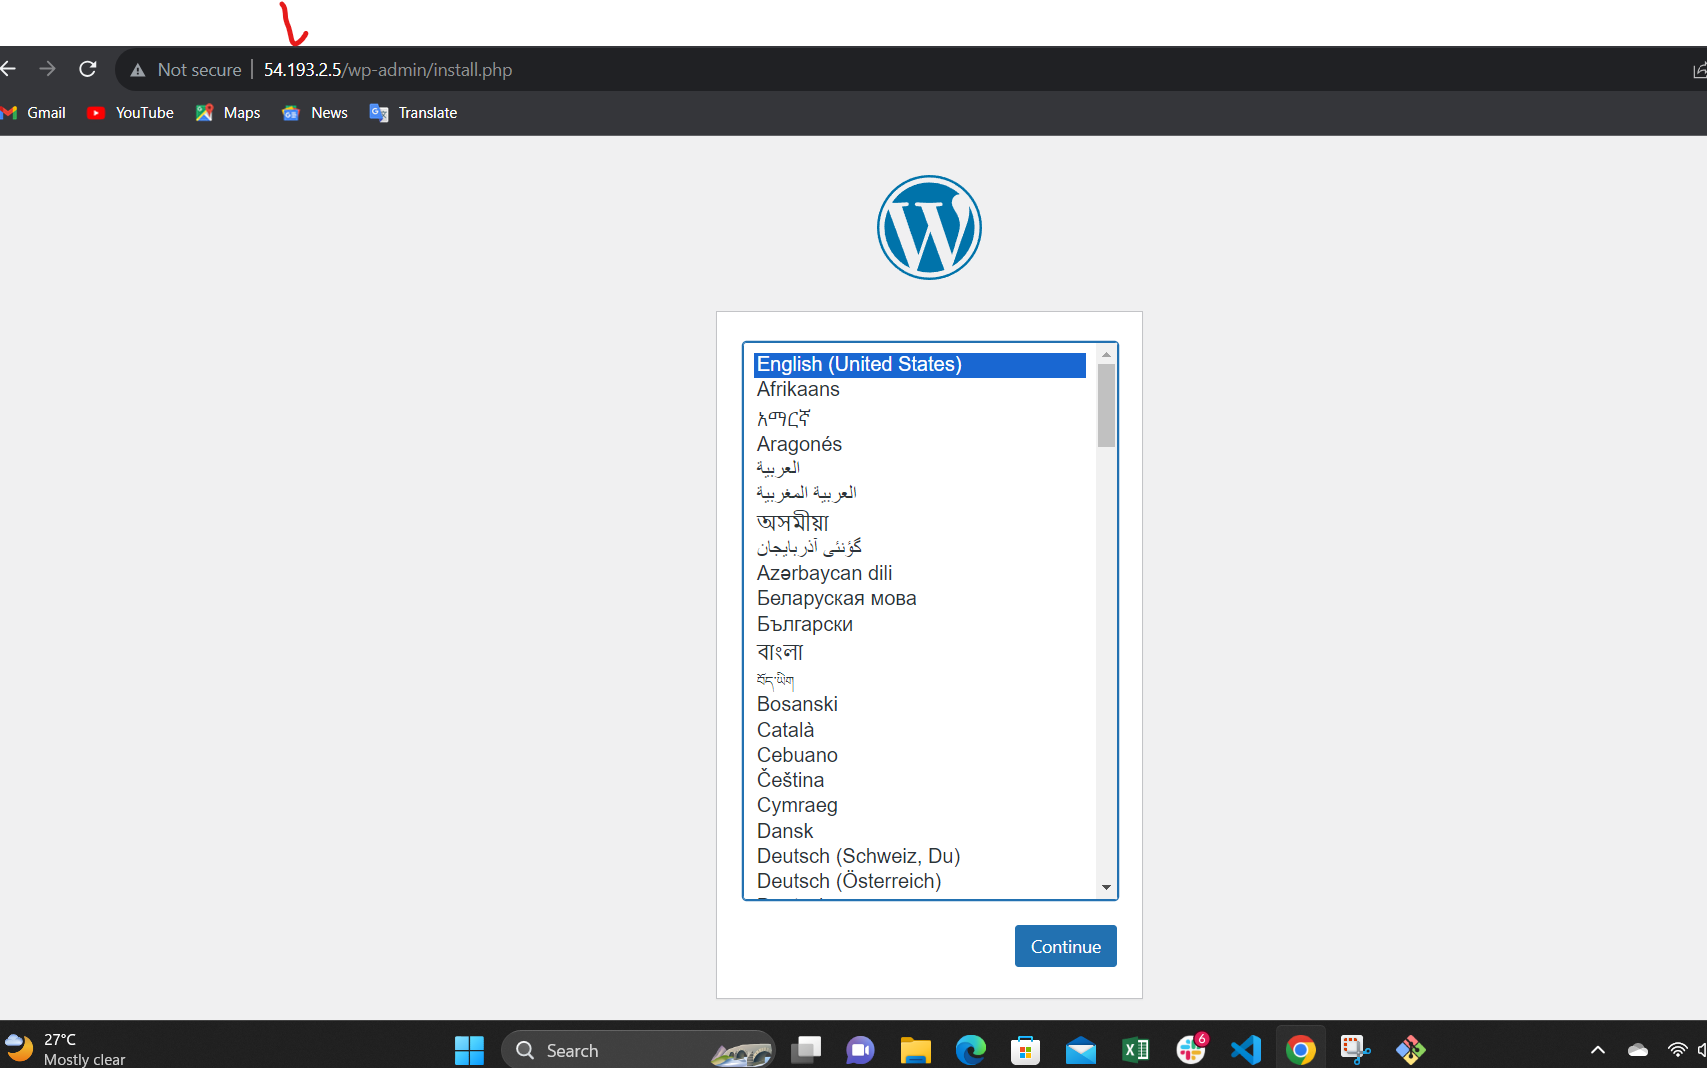 Not secure | 54.193.2.5/wp-admin/install.php
Gmail YouTube Maps News Translate
English (United States)
Afrikaans
አማርኛ
Aragonés
العربية
العربية المغربية
অসমীয়া
گؤنئی آذربایجان
Azərbaycan dili
Беларуская мова
Български
বাংলা
བོད་ཡིག
Bosanski
Català
Cebuano
Čeština
Cymraeg
Dansk
Deutsch (Schweiz, Du)
Deutsch (Österreich)
Continue
27°C
Mostly clear
Search
6